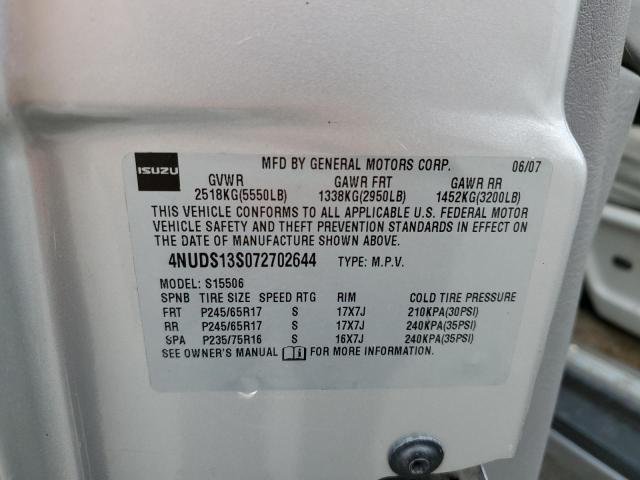 ISUZU MFD BY GENERAL MOTORS CORP. 06/07
GVWR GAWR FRT GAWR RR
2518KG(5550LB) 1338KG(2950LB) 1452KG(3200LB)
THIS VEHICLE CONFORMS TO ALL APPLICABLE U.S. FEDERAL MOTOR
VEHICLE SAFETY AND THEFT PREVENTION STANDARDS IN EFFECT ON
THE DATE OF MANUFACTURE SHOWN ABOVE.
4NUDS13S072702644 TYPE: M.P.V.
MODEL: S15506
SPNB TIRE SIZE SPEED RTG RIM COLD TIRE PRESSURE
FRT P245/65R17 S 17X7J 210KPA(30PSI)
RR P245/65R17 S 17X7J 240KPA(35PSI)
SPA P235/75R16 S 16X7J 240KPA(35PSI)
SEE OWNER'S MANUAL FOR MORE INFORMATION.